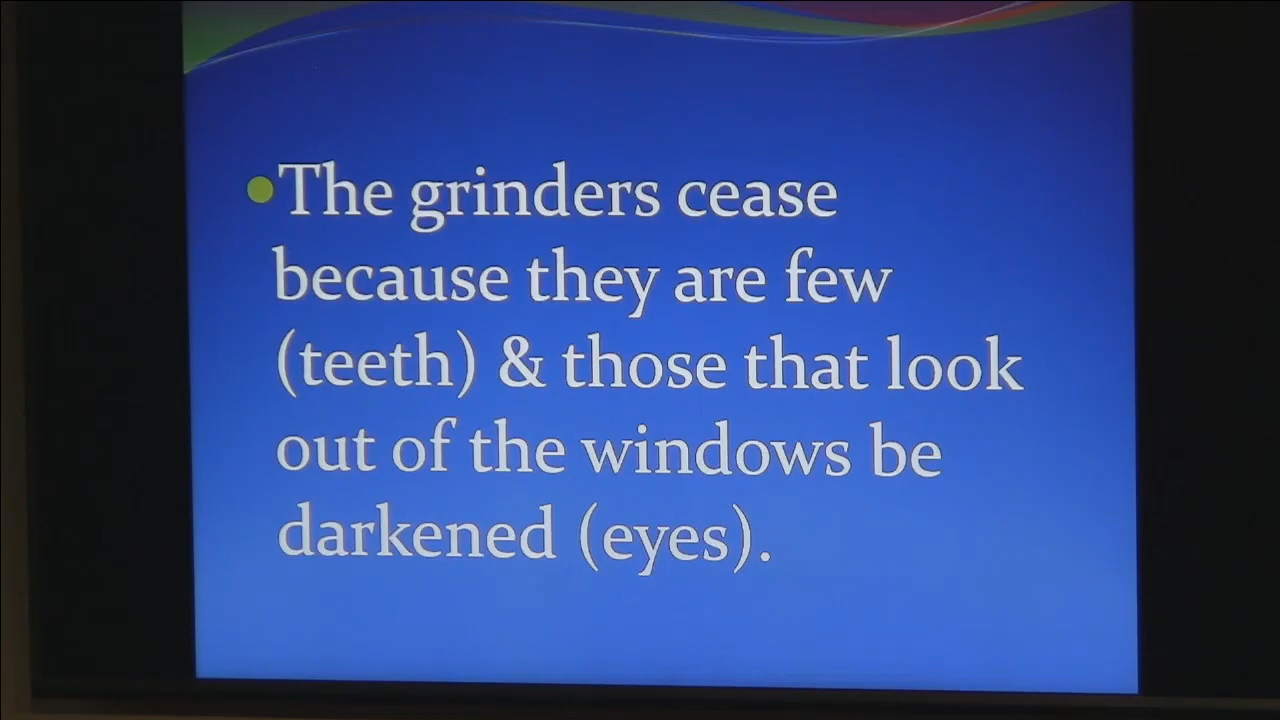 The grinders cease
because they are few
(teeth) & those that look
out of the windows be
darkened (eyes).